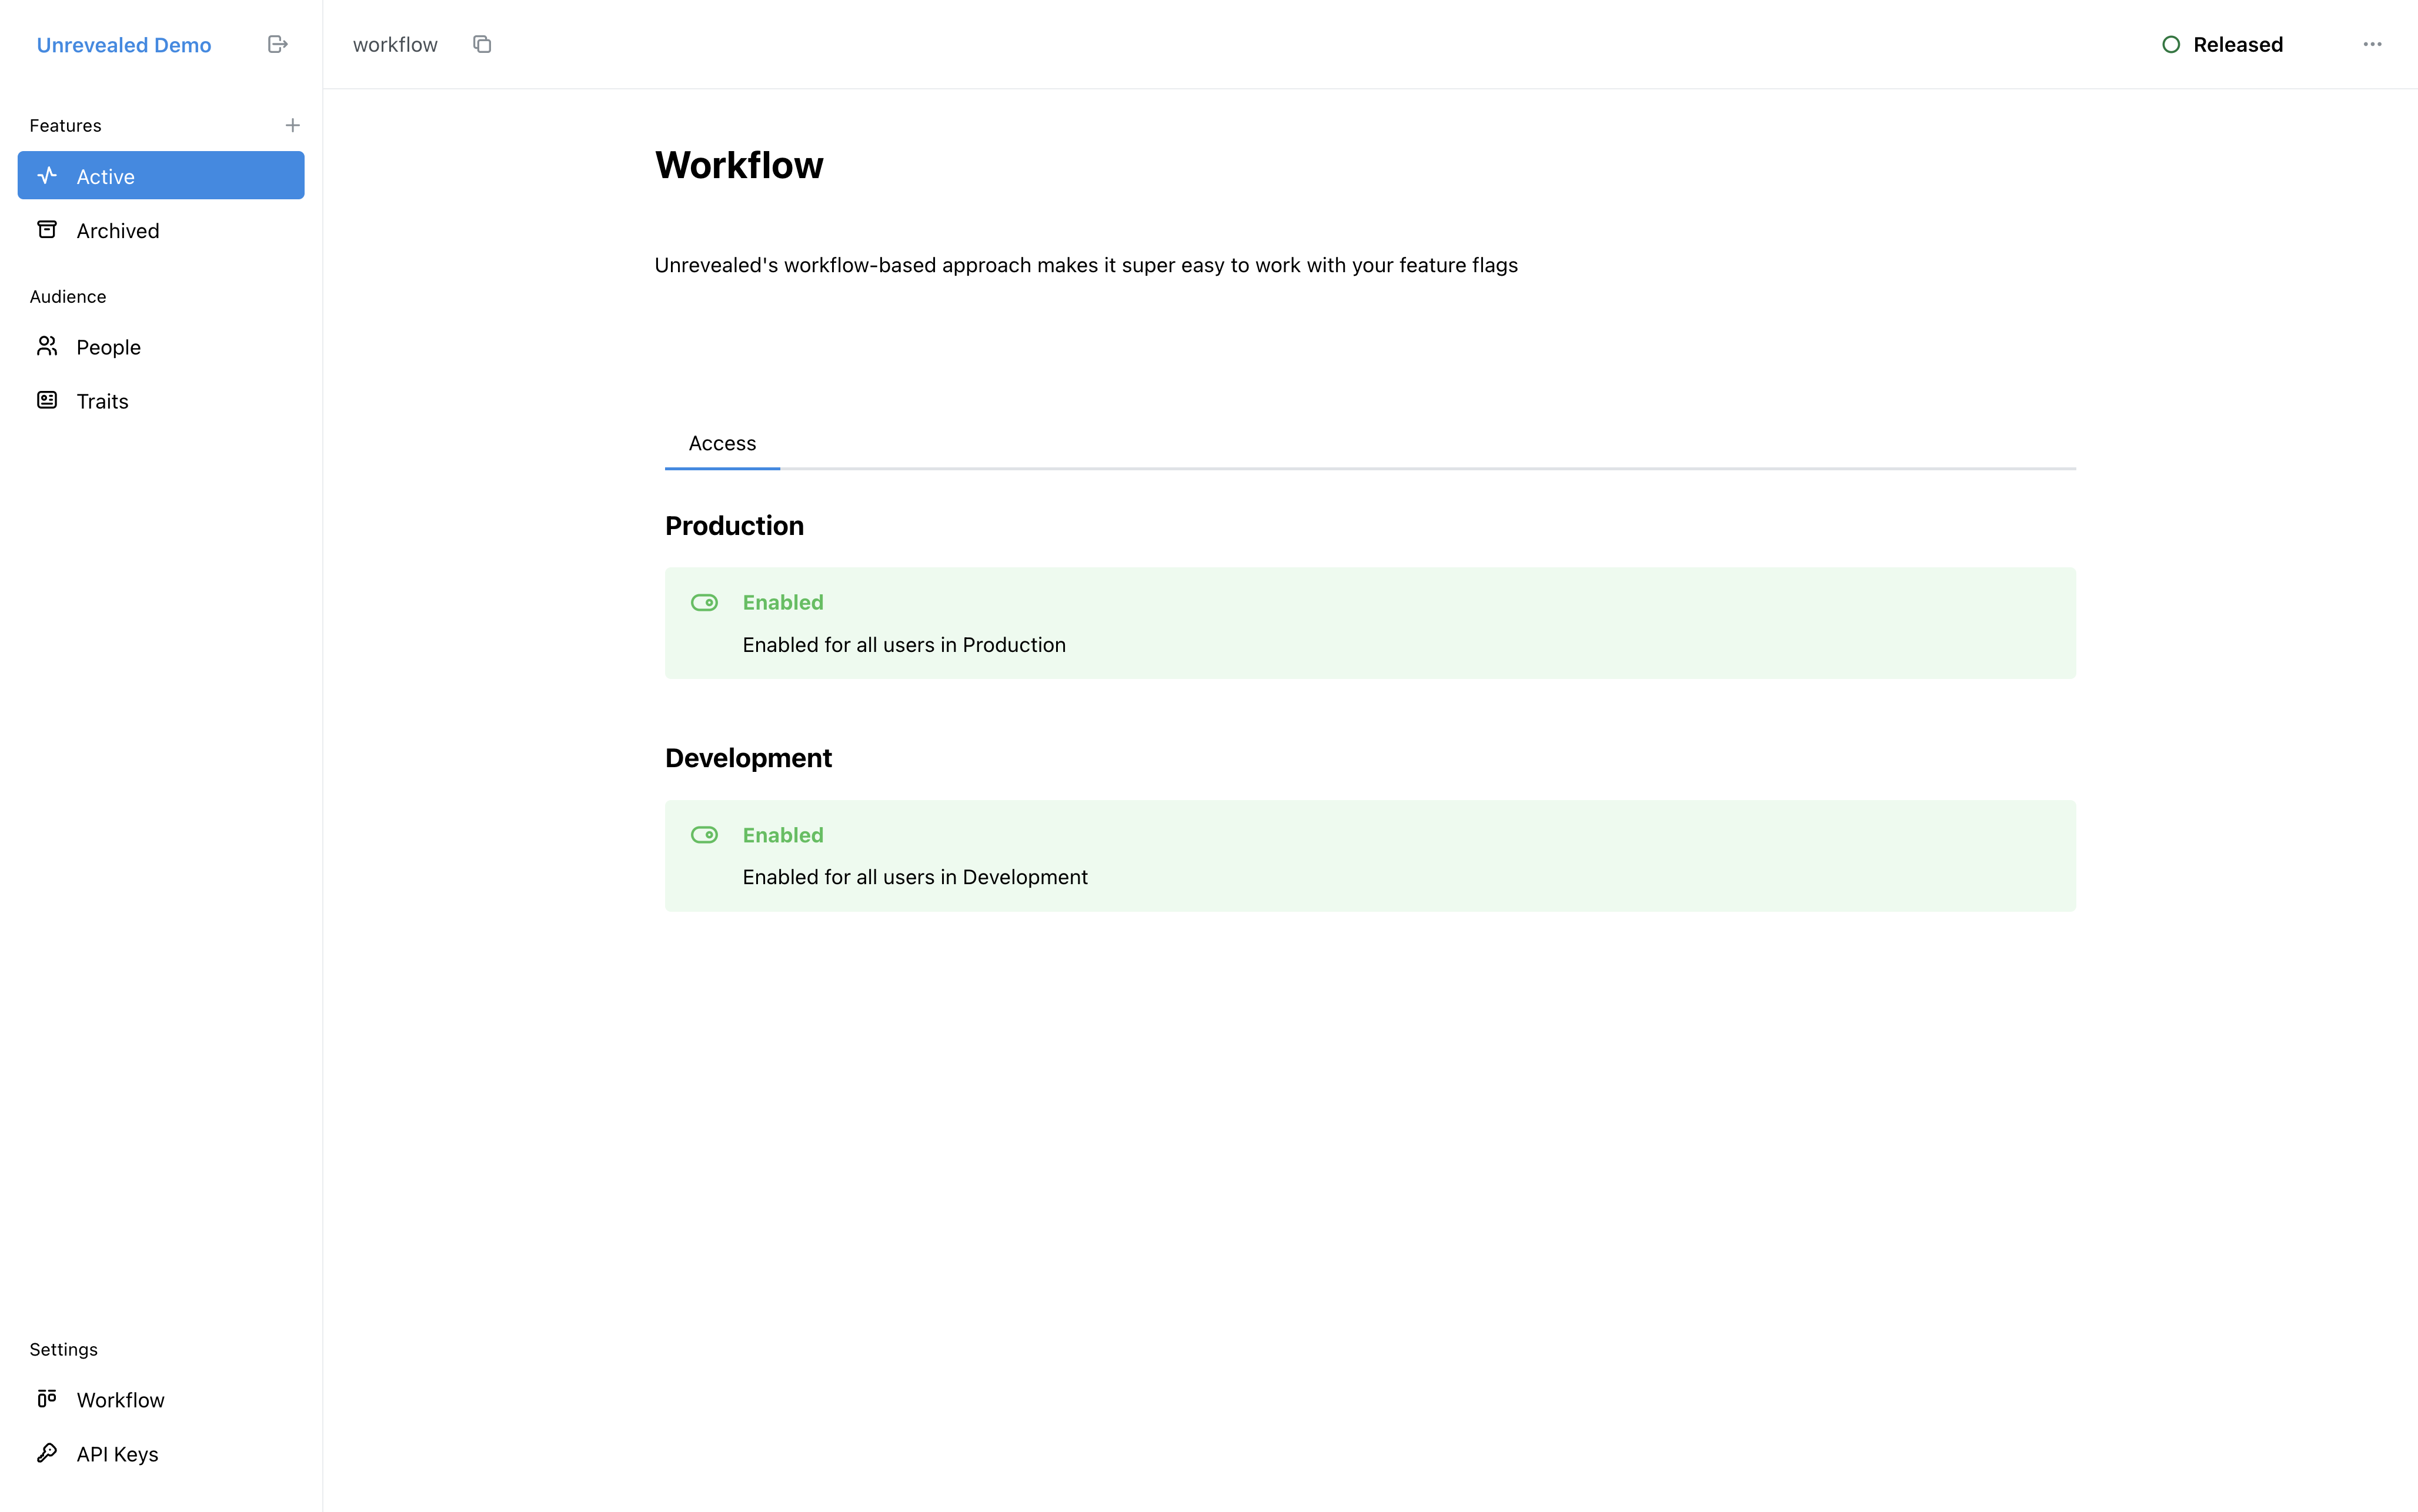 Unrevealed Demo
Features
Active
Archived
Audience
People
Traits
Settings
Workflow
API Keys
workflow
Released
Workflow
Unrevealed's workflow-based approach makes it super easy to work with your feature flags
Access
Production
Enabled
Enabled for all users in Production
Development
Enabled
Enabled for all users in Development